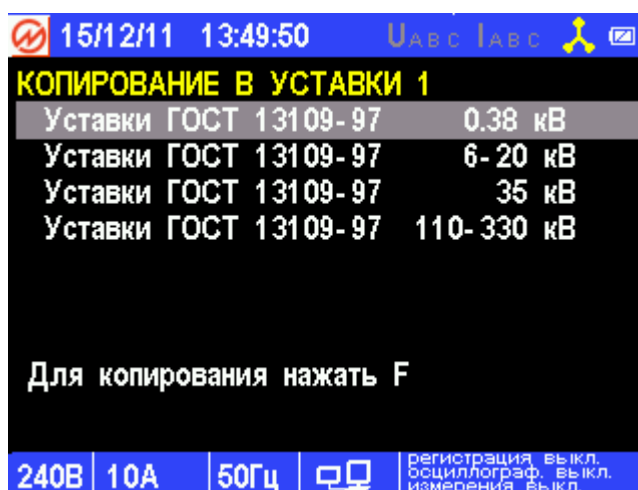 15/12/11 13:49:50 UABC IABC
КОПИРОВАНИЕ В УСТАВКИ 1
Уставки ГОСТ 13109-97 0.38 кВ
Уставки ГОСТ 13109-97 6-20 кВ
Уставки ГОСТ 13109-97 35 кВ
Уставки ГОСТ 13109-97 110-330 кВ
Для копирования нажать F
240В 10А 50Гц
регистрация выкл.
осциллограф. выкл.
измерения выкл